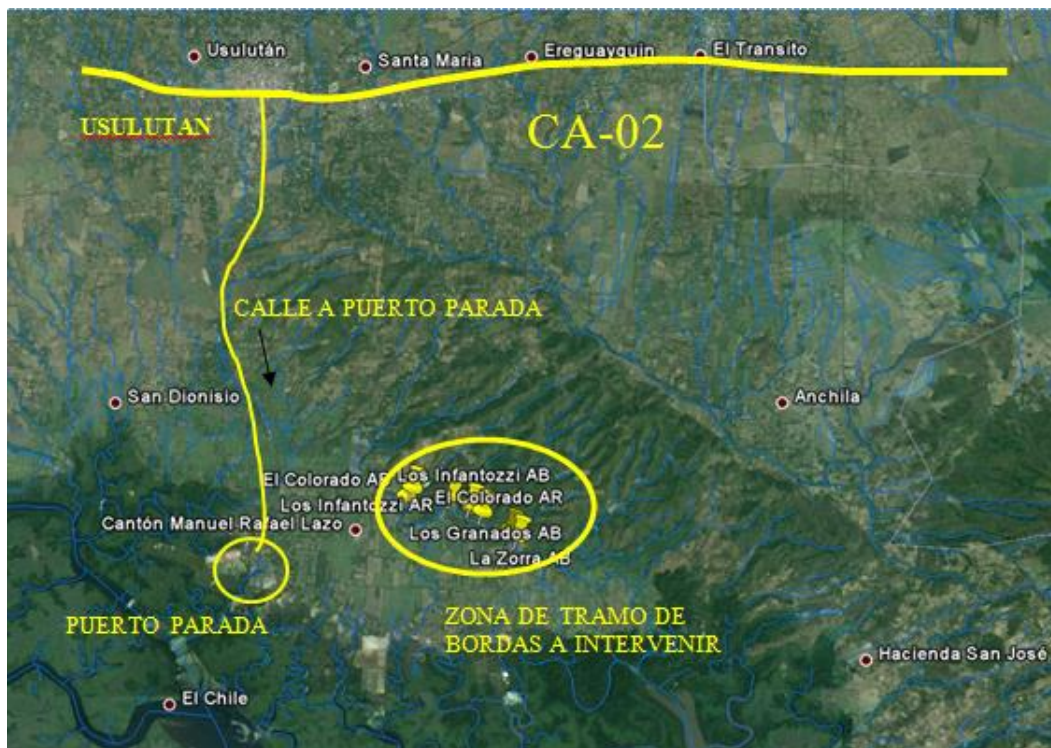 Usulután
Santa Maria
Ereguayquin
El Transito
USULUTAN
CA-02
CALLE A PUERTO PARADA
San Dionisio
Anchila
El Colorado AR
Los Infantozzi AB
Los Infantozzi AR
El Colorado AR
Cantón Manuel Rafael Lazo
Los Granados AB
La Zorra AB
PUERTO PARADA
ZONA DE TRAMO DE
BORDAS A INTERVENIR
Hacienda San José
El Chile